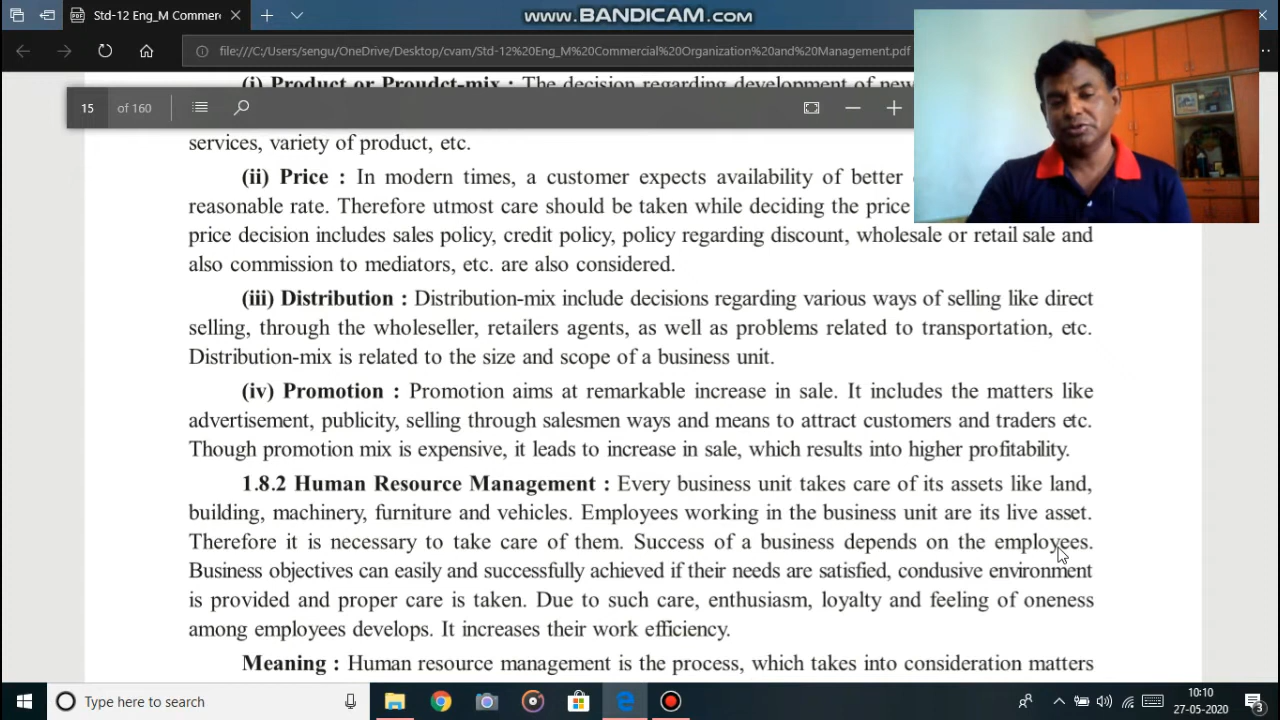 Std-12 Eng_M Commerc
www.BANDICAM.com
file:///C:/Users/sengu/OneDrive/Desktop/cvam/Std-12%20Eng_M%20Commercial%20Organization%20and%20Management.pdf
(i) Product or Proudct-mix : The decision regarding development of new
15 of 160
services, variety of product, etc.
(ii) Price : In modern times, a customer expects availability of better
reasonable rate. Therefore utmost care should be taken while deciding the price
price decision includes sales policy, credit policy, policy regarding discount, wholesale or retail sale and
also commission to mediators, etc. are also considered.
(iii) Distribution : Distribution-mix include decisions regarding various ways of selling like direct
selling, through the wholeseller, retailers agents, as well as problems related to transportation, etc.
Distribution-mix is related to the size and scope of a business unit.
(iv) Promotion : Promotion aims at remarkable increase in sale. It includes the matters like
advertisement, publicity, selling through salesmen ways and means to attract customers and traders etc.
Though promotion mix is expensive, it leads to increase in sale, which results into higher profitability.
1.8.2 Human Resource Management : Every business unit takes care of its assets like land,
building, machinery, furniture and vehicles. Employees working in the business unit are its live asset.
Therefore it is necessary to take care of them. Success of a business depends on the employees.
Business objectives can easily and successfully achieved if their needs are satisfied, condusive environment
is provided and proper care is taken. Due to such care, enthusiasm, loyalty and feeling of oneness
among employees develops. It increases their work efficiency.
Meaning : Human resource management is the process, which takes into consideration matters
Type here to search
10:10
27-05-2020
3